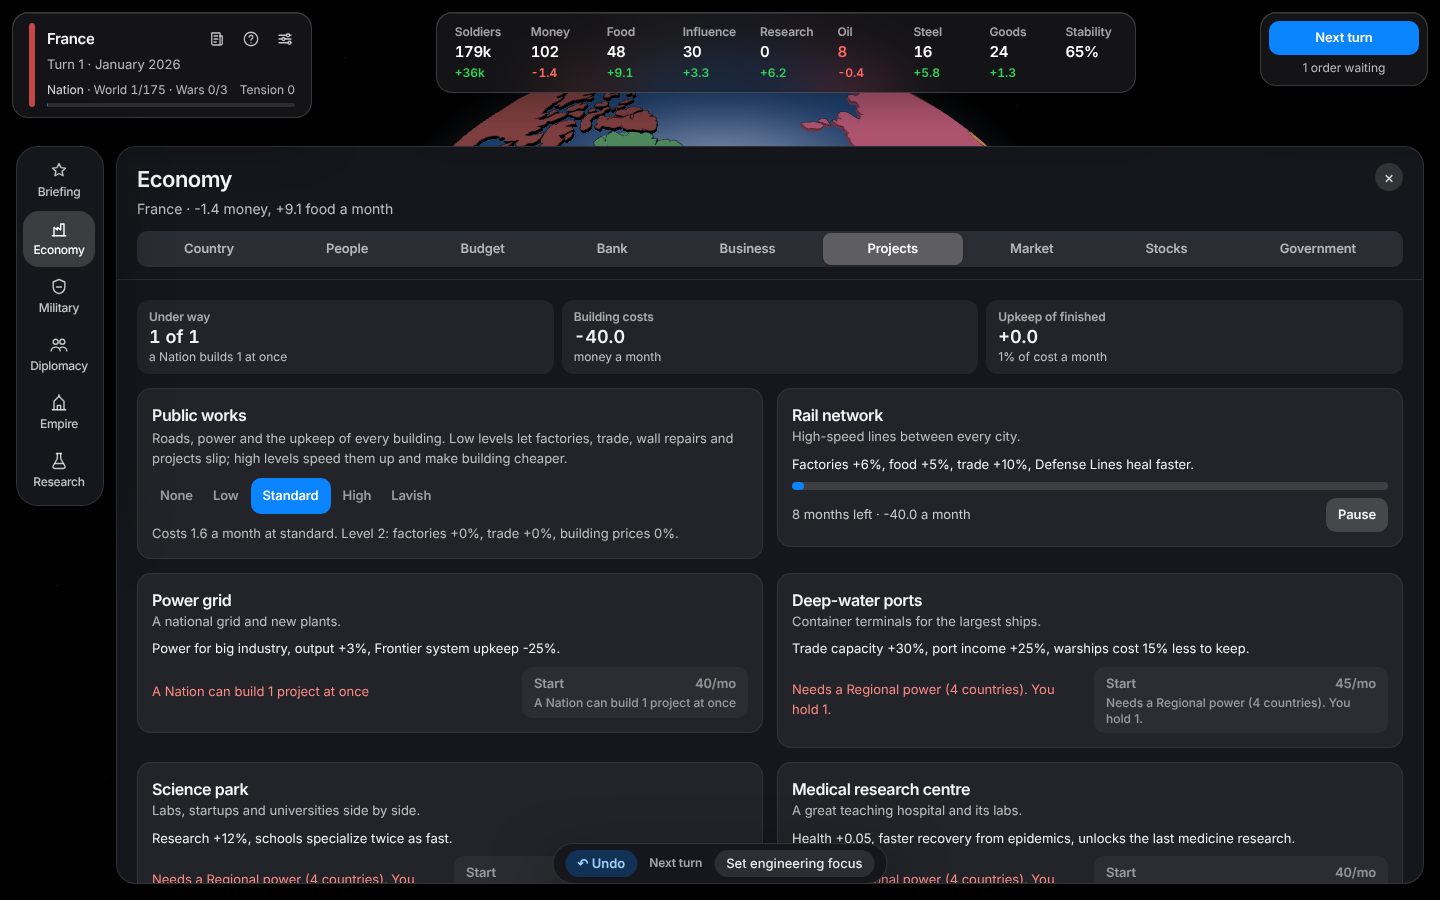 France
Turn 1 · January 2026
Nation · World 1/175 · Wars 0/3 Tension 0
Soldiers Money Food Influence Research Oil Steel Goods Stability
179k 102 48 30 0 8 16 24 65%
+36k -1.4 +9.1 +3.3 +6.2 -0.4 +5.8 +1.3
Next turn
1 order waiting
Briefing
Economy
Military
Diplomacy
Empire
Research
Economy
France · -1.4 money, +9.1 food a month
Country People Budget Bank Business Projects Market Stocks Government
Under way
1 of 1
a Nation builds 1 at once
Building costs
-40.0
money a month
Upkeep of finished
+0.0
1% of cost a month
Public works
Roads, power and the upkeep of every building. Low levels let factories, trade, wall repairs and
projects slip; high levels speed them up and make building cheaper.
None Low Standard High Lavish
Costs 1.6 a month at standard. Level 2: factories +0%, trade +0%, building prices 0%.
Rail network
High-speed lines between every city.
Factories +6%, food +5%, trade +10%, Defense Lines heal faster.
8 months left · -40.0 a month
Pause
Power grid
A national grid and new plants.
Power for big industry, output +3%, Frontier system upkeep -25%.
A Nation can build 1 project at once
Start 40/mo
A Nation can build 1 project at once
Deep-water ports
Container terminals for the largest ships.
Trade capacity +30%, port income +25%, warships cost 15% less to keep.
Needs a Regional power (4 countries). You
hold 1.
Start 45/mo
Needs a Regional power (4 countries). You
hold 1.
Science park
Labs, startups and universities side by side.
Research +12%, schools specialize twice as fast.
Needs a Regional power (4 countries). You
Start
Medical research centre
A great teaching hospital and its labs.
Health +0.05, faster recovery from epidemics, unlocks the last medicine research.
power (4 countries). You
Start 40/mo
↶ Undo Next turn Set engineering focus